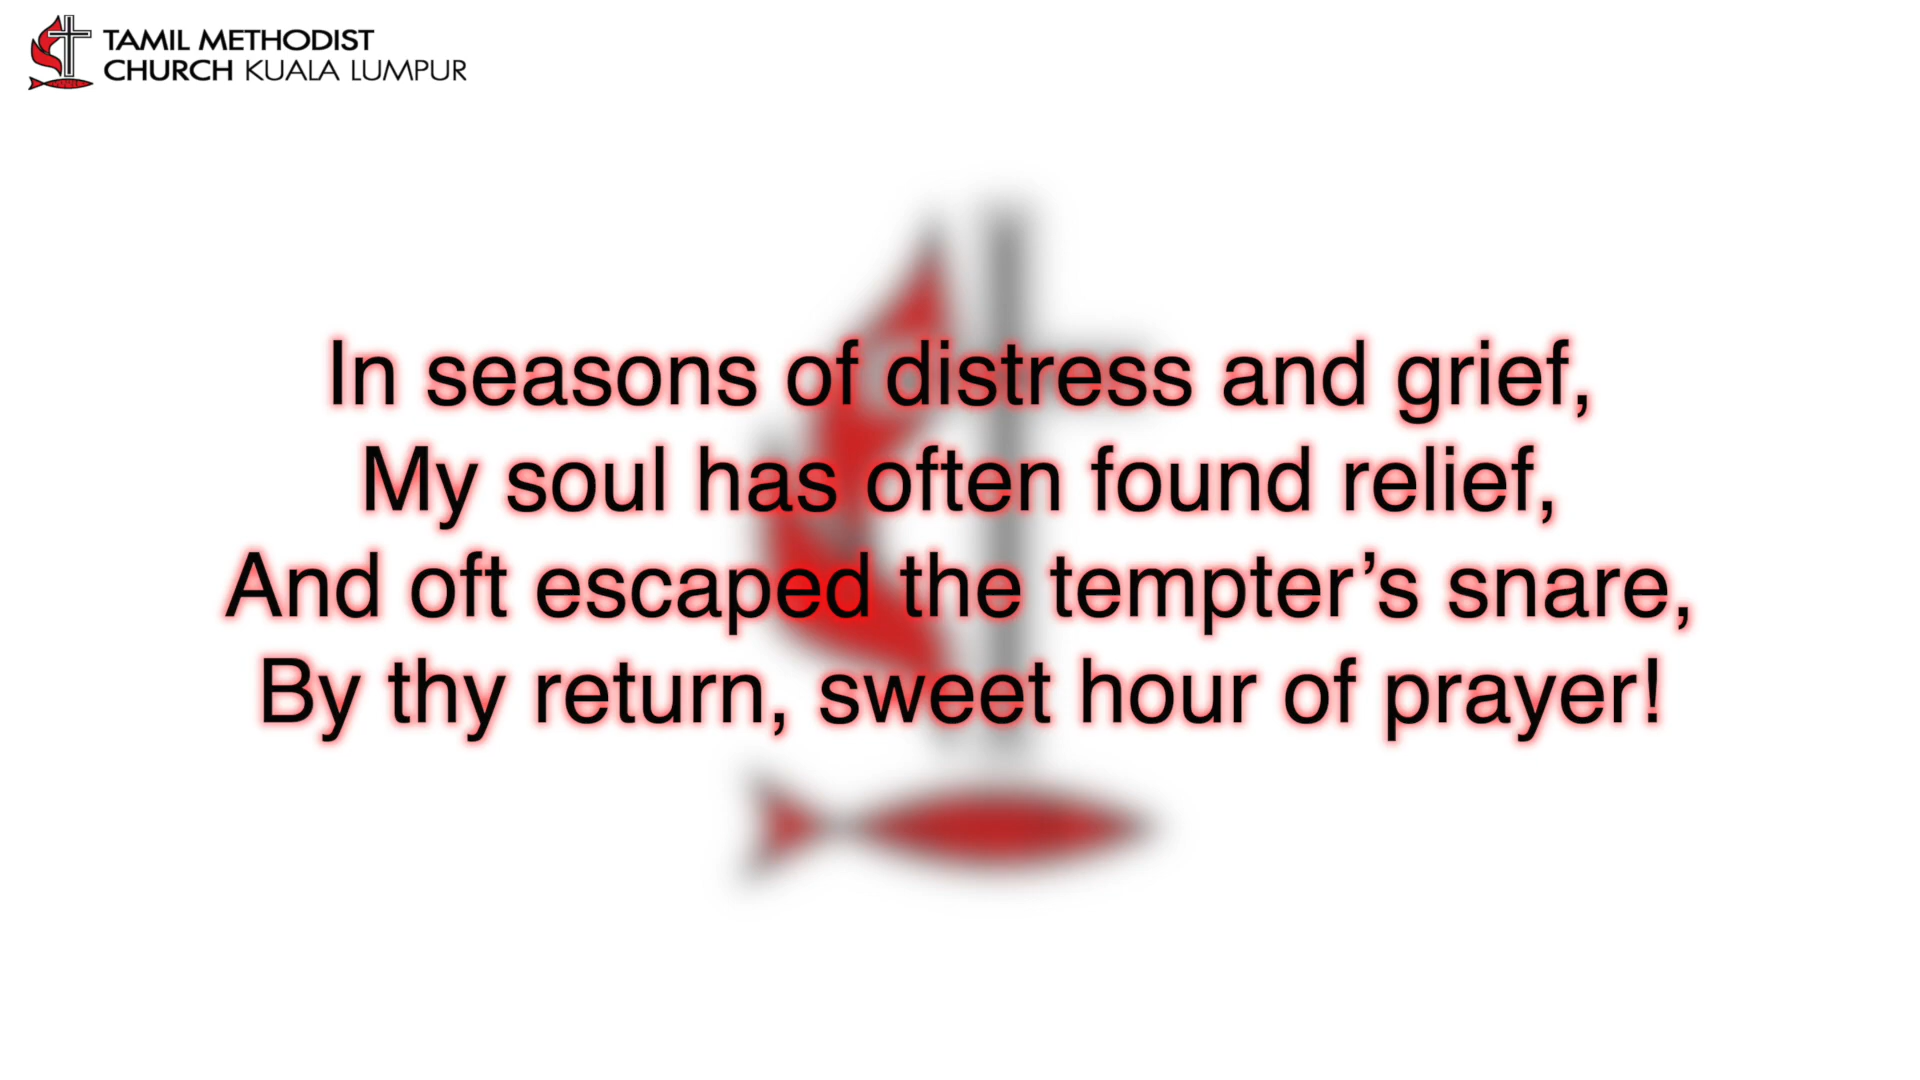 TAMIL METHODIST
CHURCH KUALA LUMPUR
In seasons of distress and grief,
My soul has often found relief,
And oft escaped the tempter’s snare,
By thy return, sweet hour of prayer!